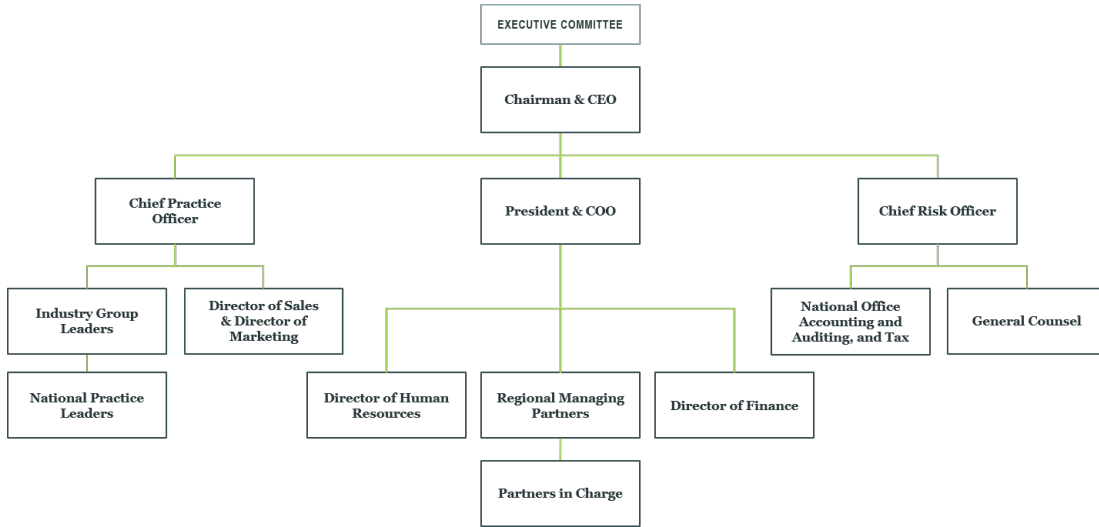 EXECUTIVE COMMITTEE
Chairman & CEO
Chief Practice
Officer
President & COO
Chief Risk Officer
Industry Group
Leaders
Director of Sales
& Director of
Marketing
National Office
Accounting and
Auditing, and Tax
General Counsel
National Practice
Leaders
Director of Human
Resources
Regional Managing
Partners
Director of Finance
Partners in Charge